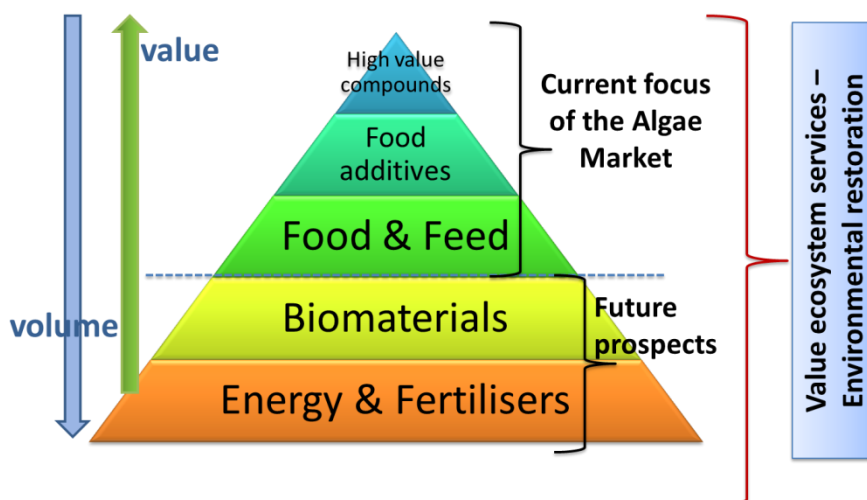 value
volume
High value
compounds
Food
additives
Food & Feed
Biomaterials
Energy & Fertilisers
Current focus
of the Algae
Market
Future
prospects
Value ecosystem services –
Environmental restoration